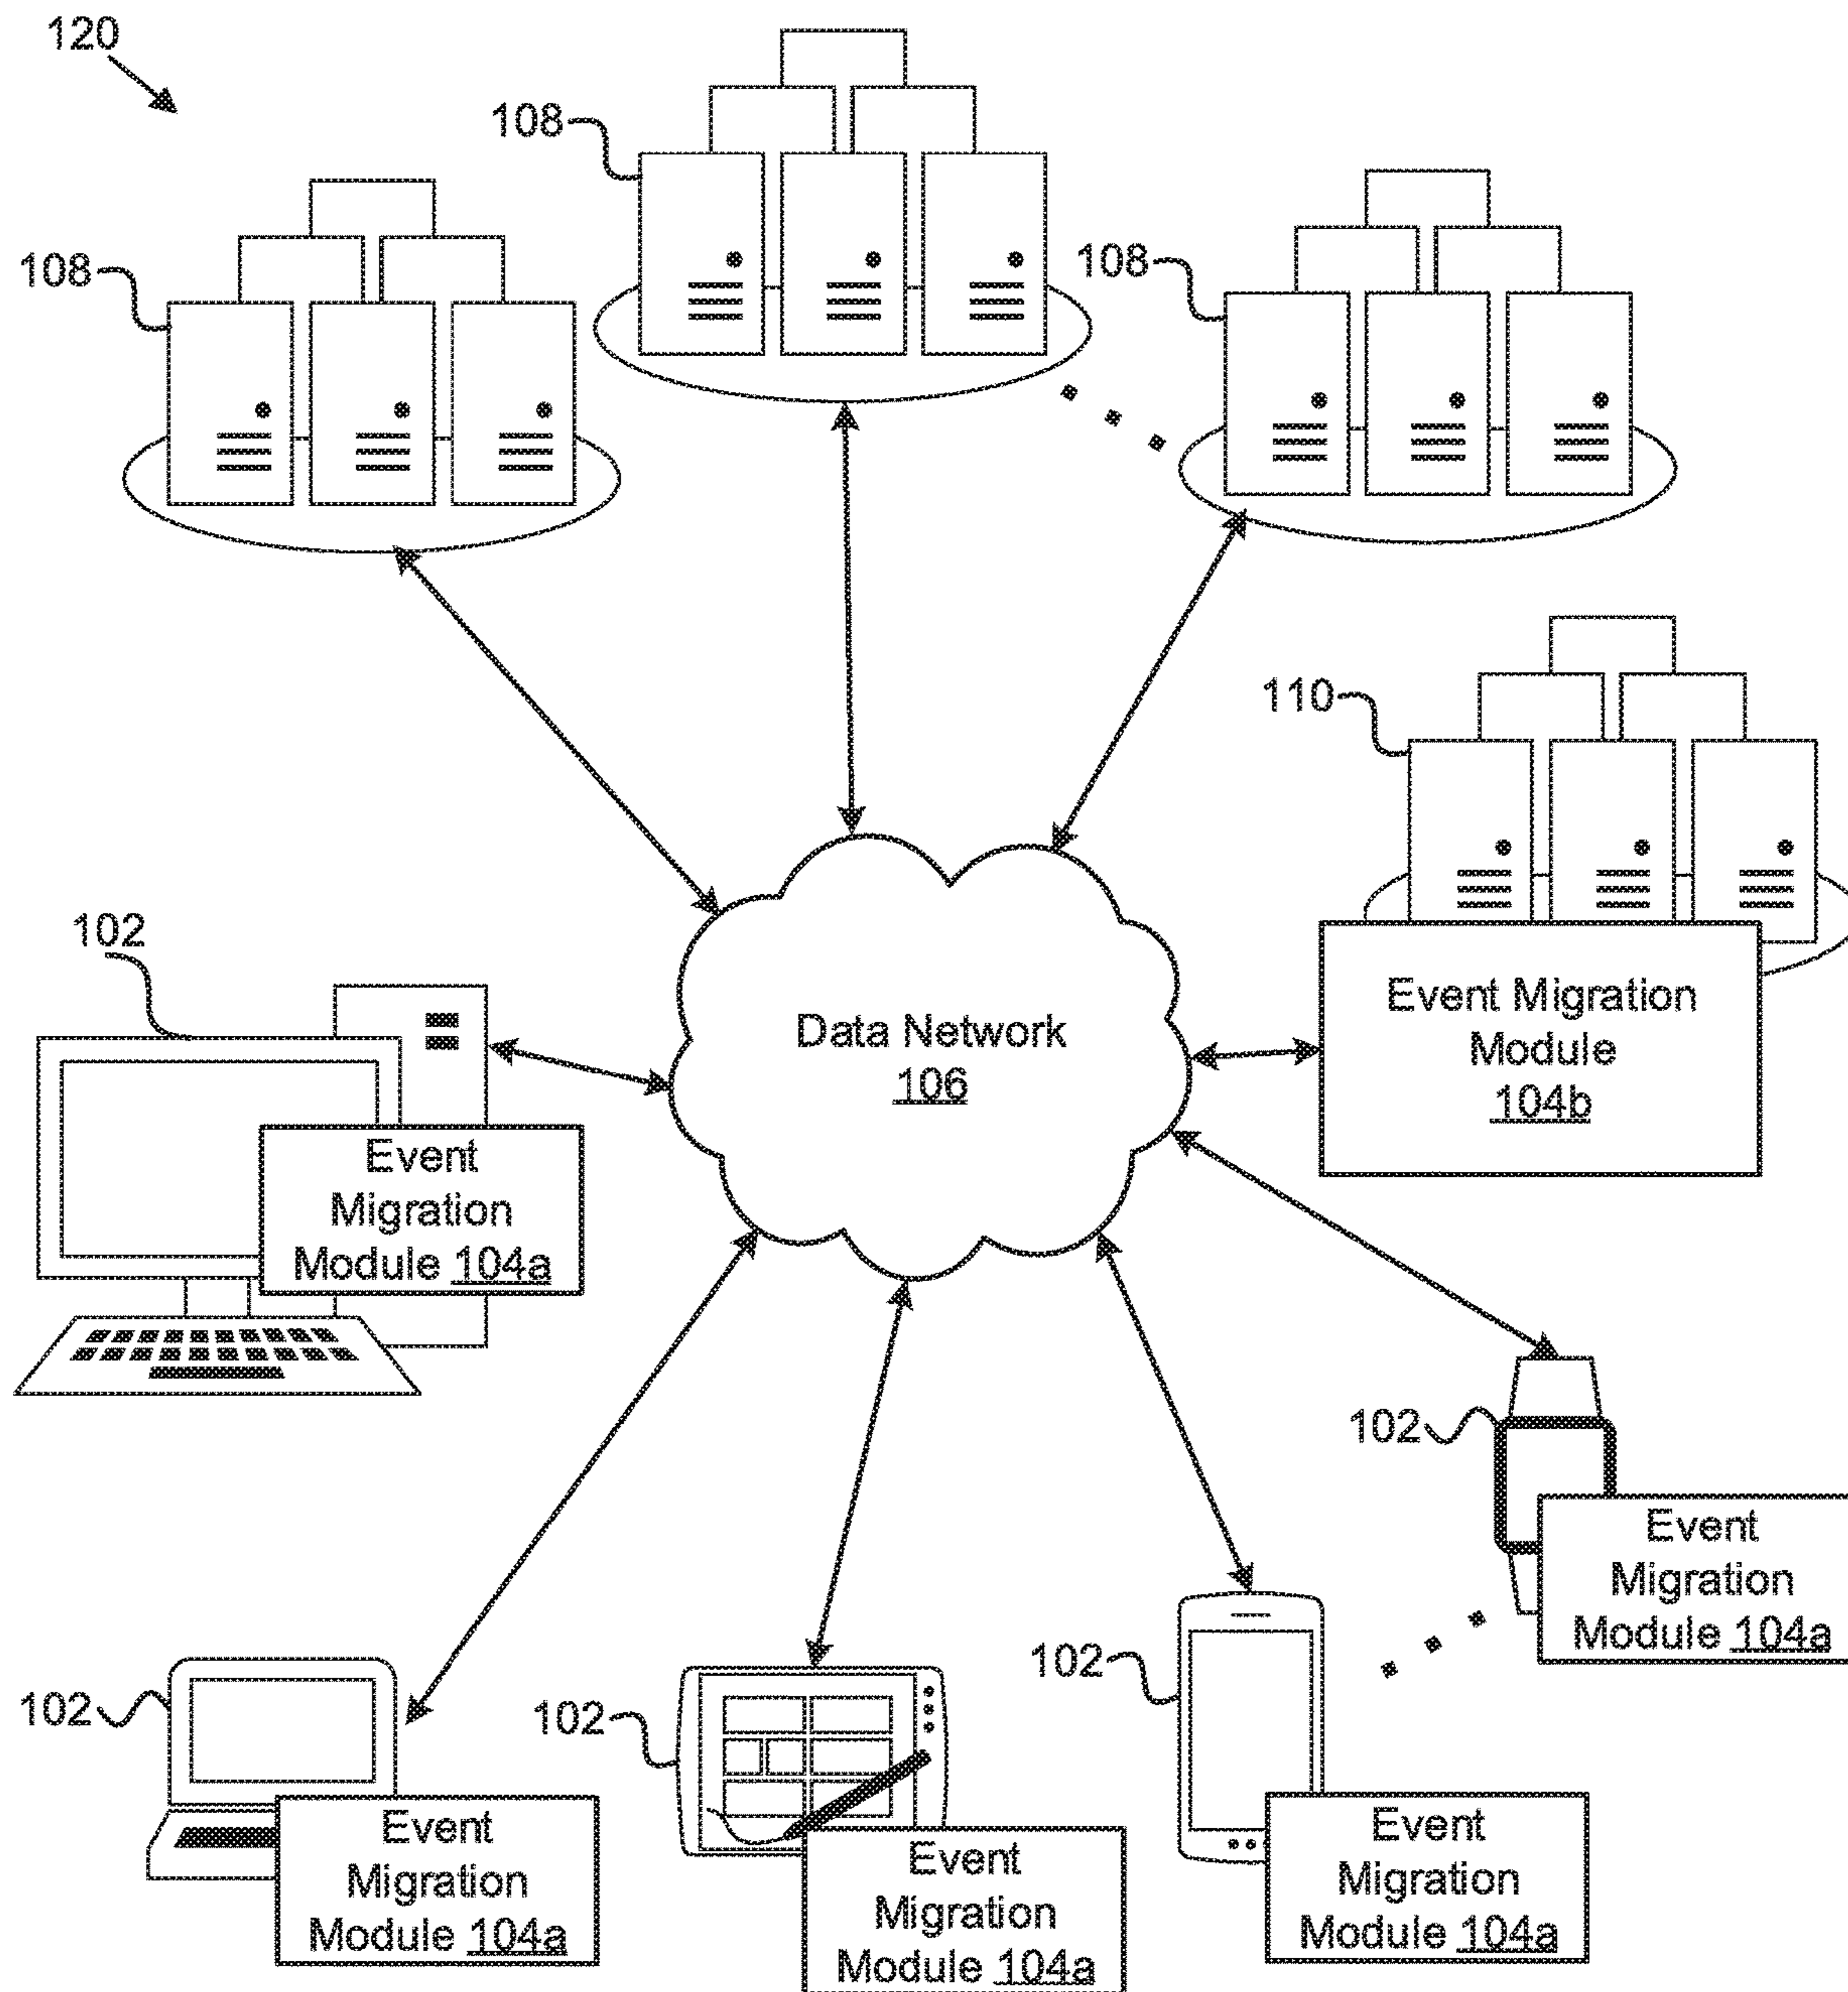 120
108
108
108
110
102
Data Network
106
Event Migration
Module
104b
Event
Migration
Module 104a
102
Event
Migration
Module 104a
102
Event
Migration
Module 104a
102
Event
Migration
Module 104a
102
Event
Migration
Module 104a